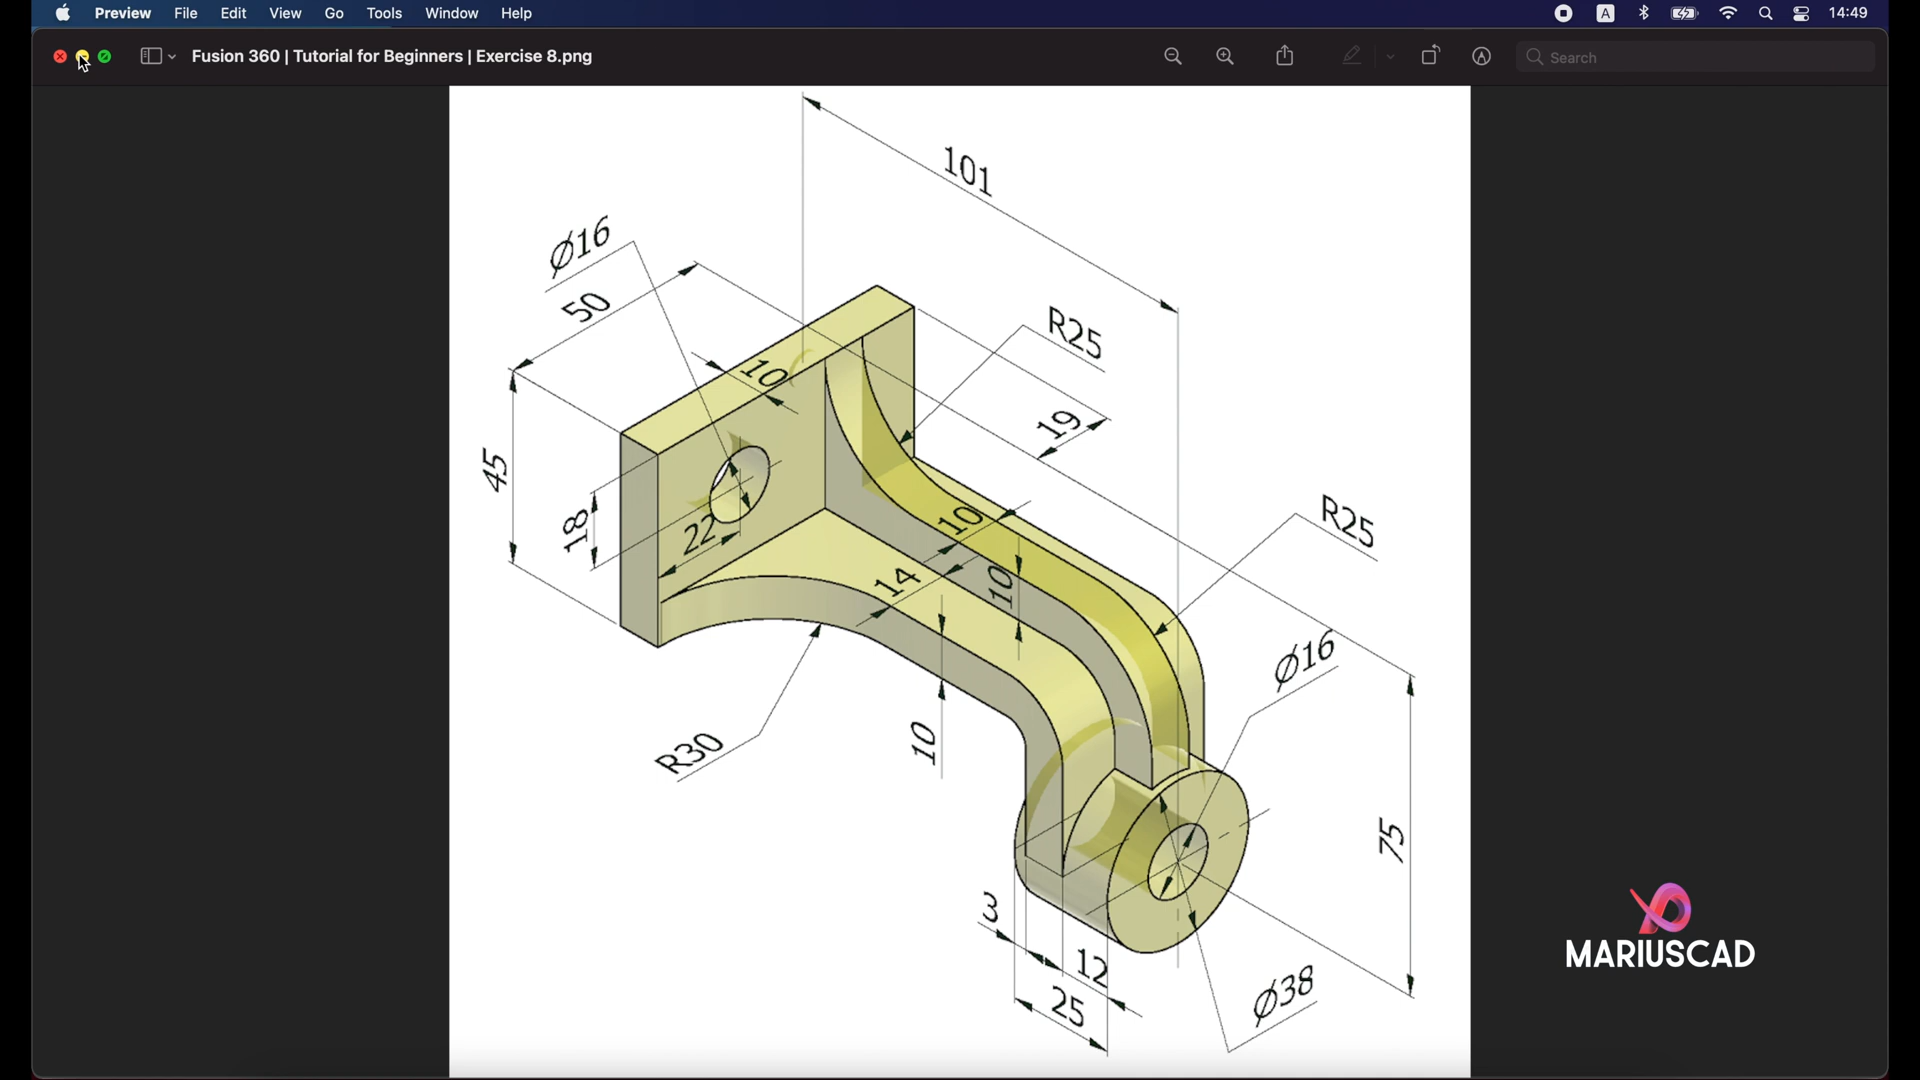 Preview File Edit View Go Tools Window Help
A
14:49
Fusion 360 | Tutorial for Beginners | Exercise 8.png
Search
101
Ø16
50
R25
10
19
45
18
22
10
R25
14
10
Ø16
10
R30
75
3
12
25
Ø38
MARIUSCAD